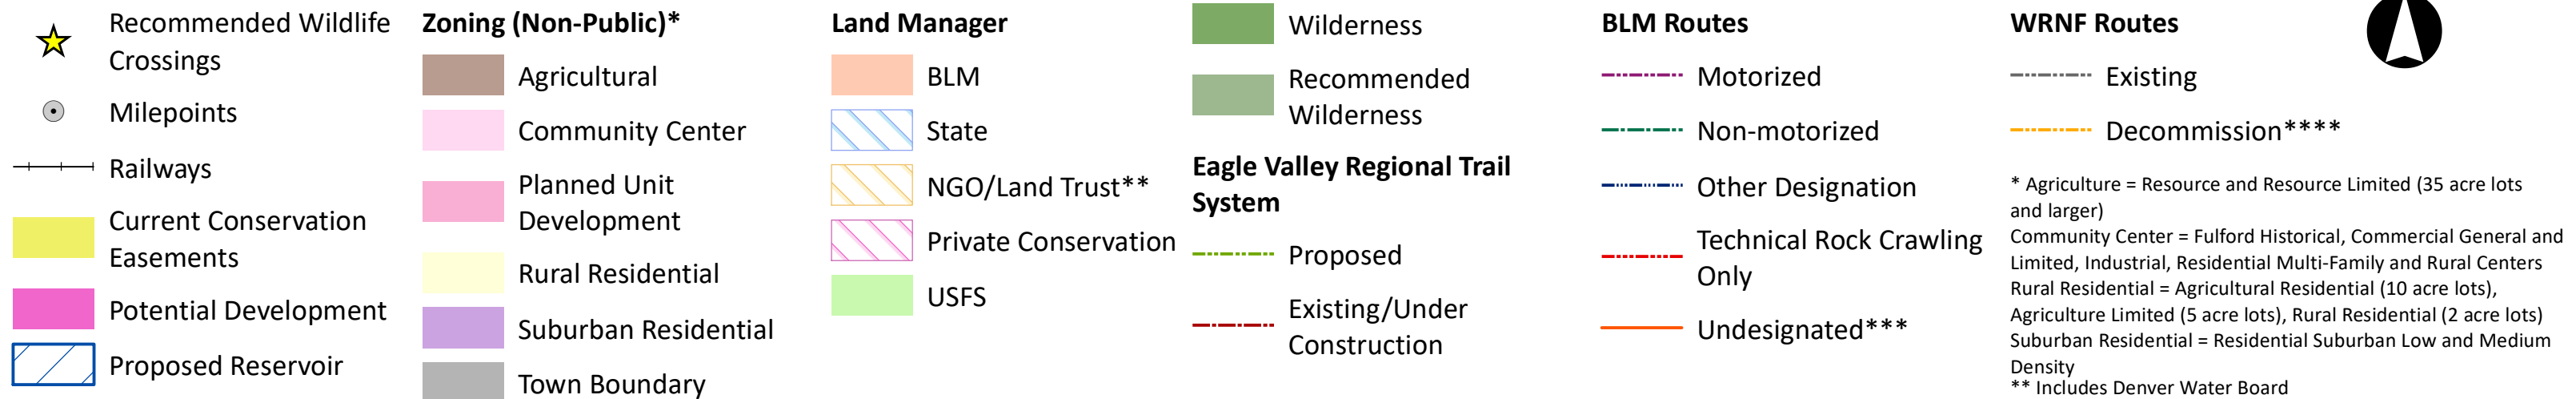 Recommended Wildlife
Crossings
Milepoints
Railways
Current Conservation
Easements
Potential Development
Proposed Reservoir
Zoning (Non-Public)*
Agricultural
Community Center
Planned Unit
Development
Rural Residential
Suburban Residential
Town Boundary
Land Manager
BLM
State
NGO/Land Trust**
Private Conservation
USFS
Wilderness
Recommended
Wilderness
Eagle Valley Regional Trail
System
Proposed
Existing/Under
Construction
BLM Routes
Motorized
Non-motorized
Other Designation
Technical Rock Crawling
Only
Undesignated***
WRNF Routes
Existing
Decommission****
* Agriculture = Resource and Resource Limited (35 acre lots
and larger)
Community Center = Fulford Historical, Commercial General and
Limited, Industrial, Residential Multi-Family and Rural Centers
Rural Residential = Agricultural Residential (10 acre lots),
Agriculture Limited (5 acre lots), Rural Residential (2 acre lots)
Suburban Residential = Residential Suburban Low and Medium
Density
** Includes Denver Water Board